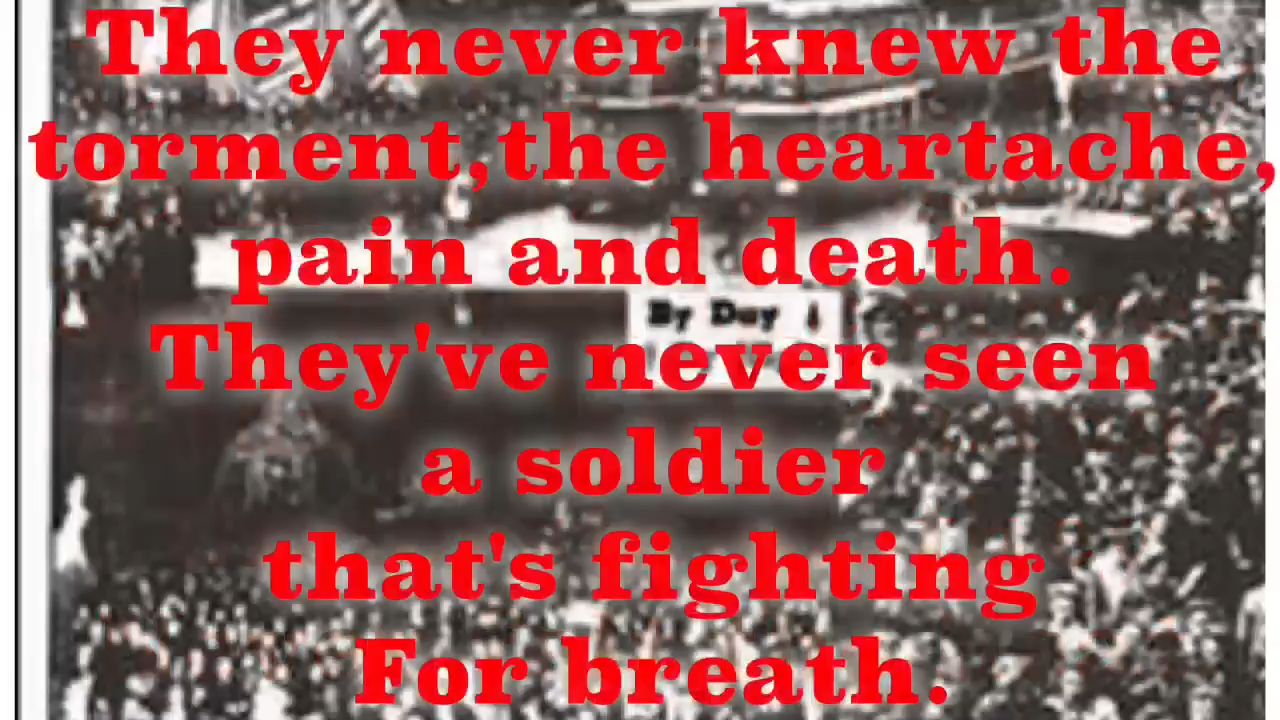 They never knew the
torment,the heartache,
pain and death.
By Day
They've never seen
a soldier
that's fighting
For breath.